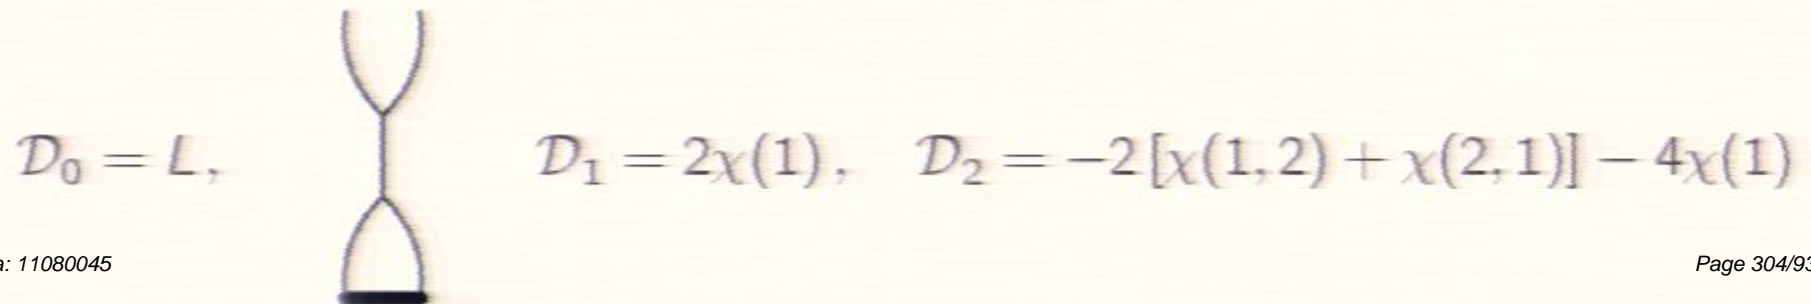 𝒟₀ = L, 𝒟₁ = 2χ(1), 𝒟₂ = −2[χ(1,2) + χ(2,1)] − 4χ(1)
a: 11080045 Page 304/93